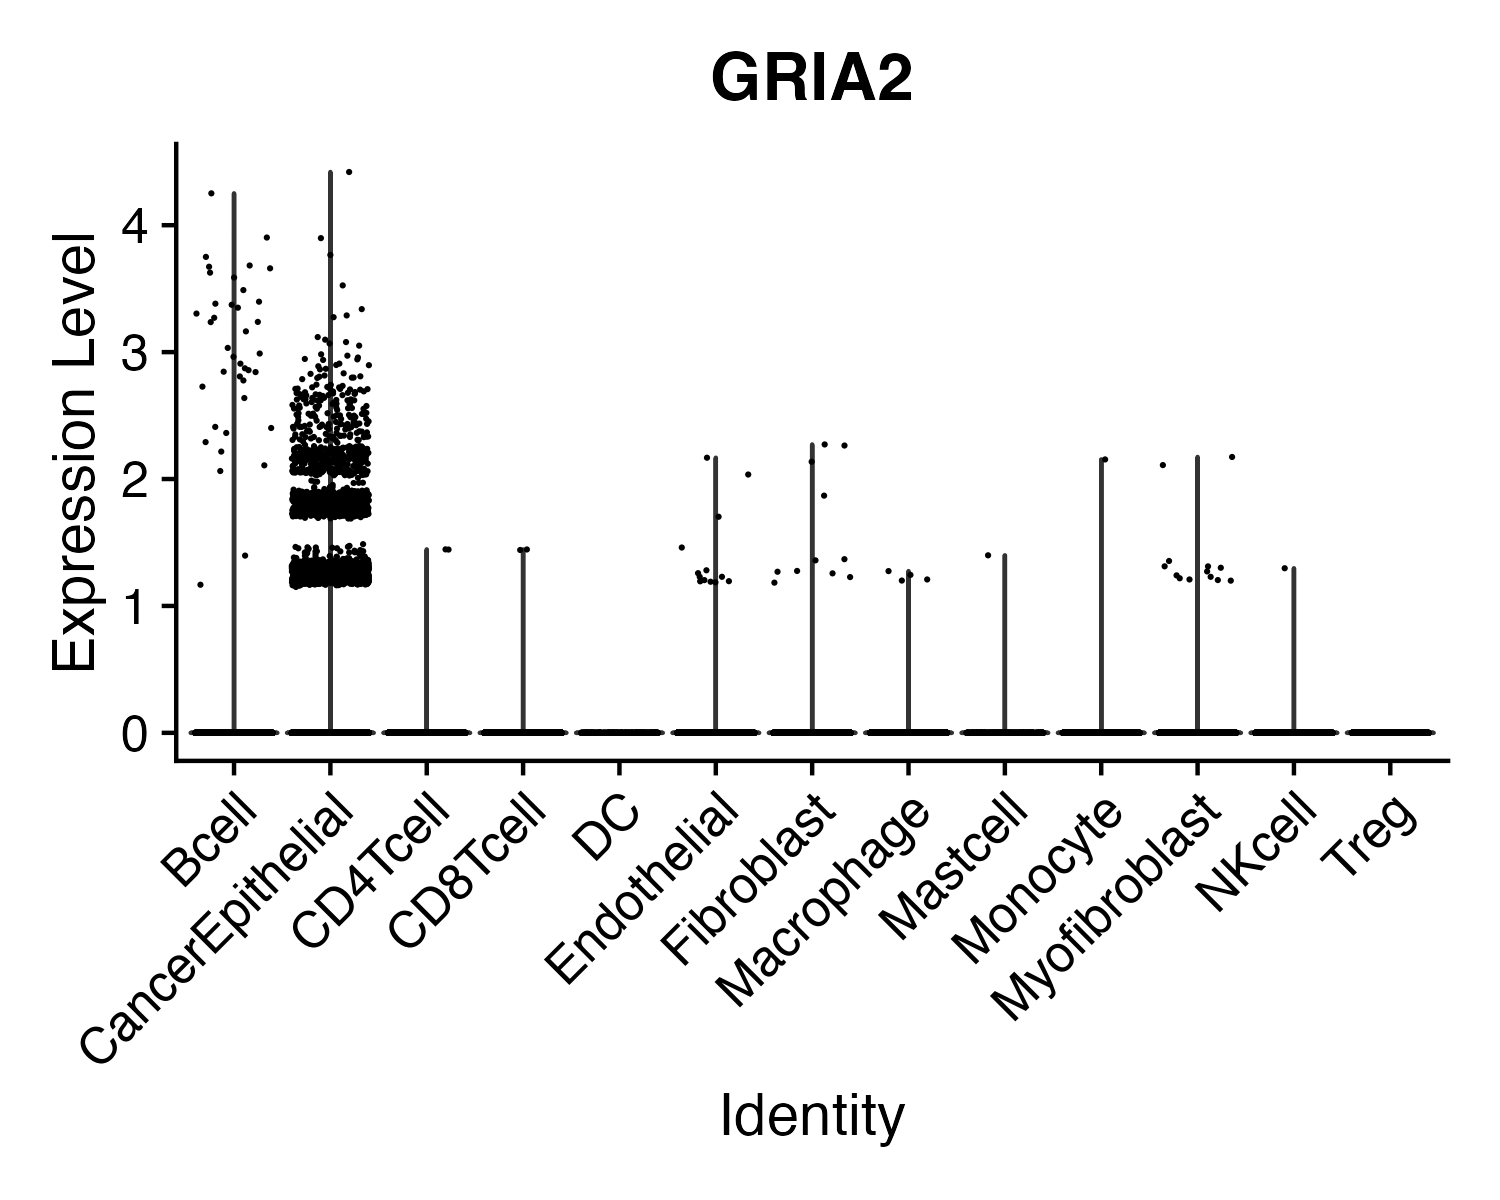 GRIA2
Expression Level
4
3
2
1
0
Bcell
CancerEpithelial
CD4Tcell
CD8Tcell
DC
Endothelial
Fibroblast
Macrophage
Mastcell
Monocyte
Myofibroblast
NKcell
Treg
Identity